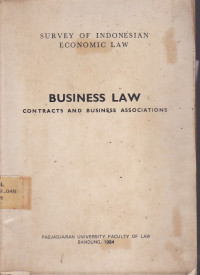 SURVEY OF INDONESIAN
ECONOMIC LAW
BUSINESS LAW
CONTRACTS AND BUSINESS ASSOCIATIONS
PADJADJARAN UNIVERSITY FACULTY OF LAW
BANDUNG, 1984